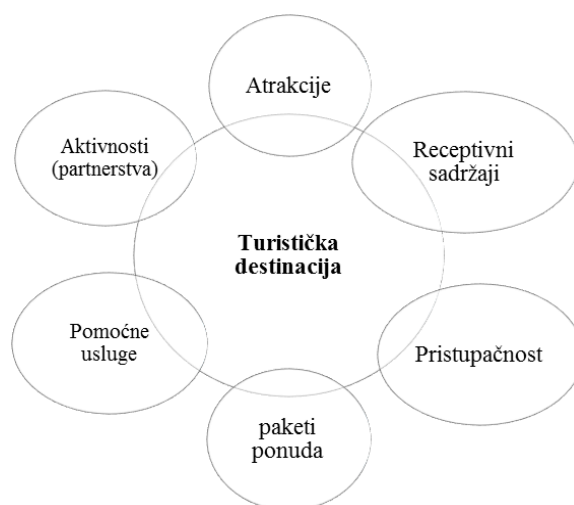 Atrakcije
Aktivnosti
(partnerstva)
Receptivni
sadržaji
Turistička
destinacija
Pomoćne
usluge
Pristupačnost
paketi
ponuda